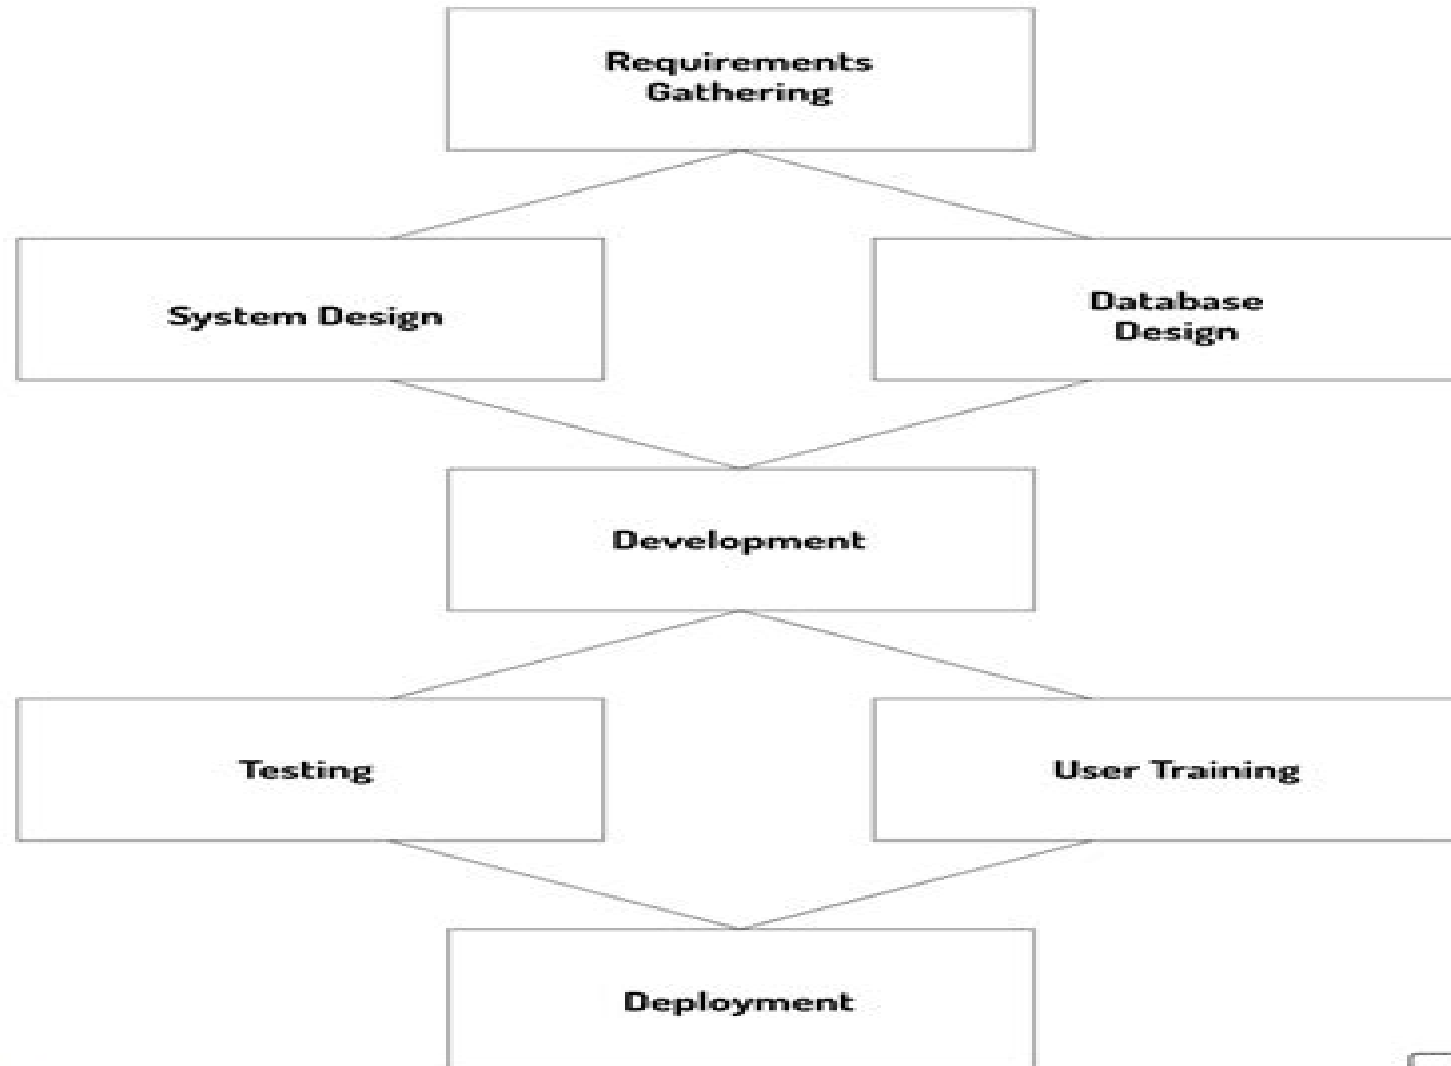 Requirements
Gathering
System Design
Database
Design
Development
Testing
User Training
Deployment